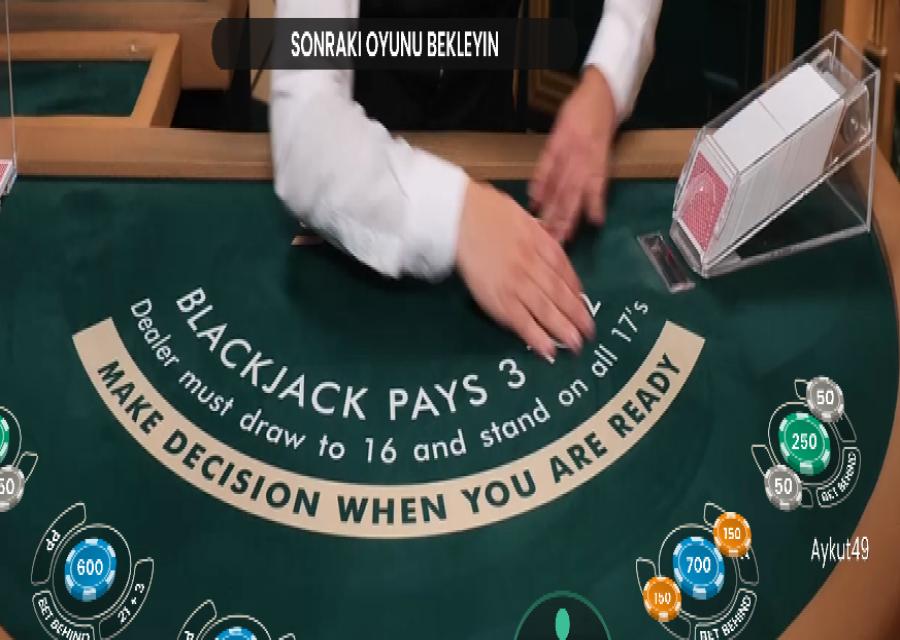 SONRAKI OYUNU BEKLEYIN
BLACKJACK PAYS 3
Dealer must draw to 16 and stand on all 17's
MAKE DECISION WHEN YOU ARE READY
50
250
50
BET BEHIND
Aykut49
150
700
150
BET BEHIND
PP
600
21 + 3
BET BEHIND